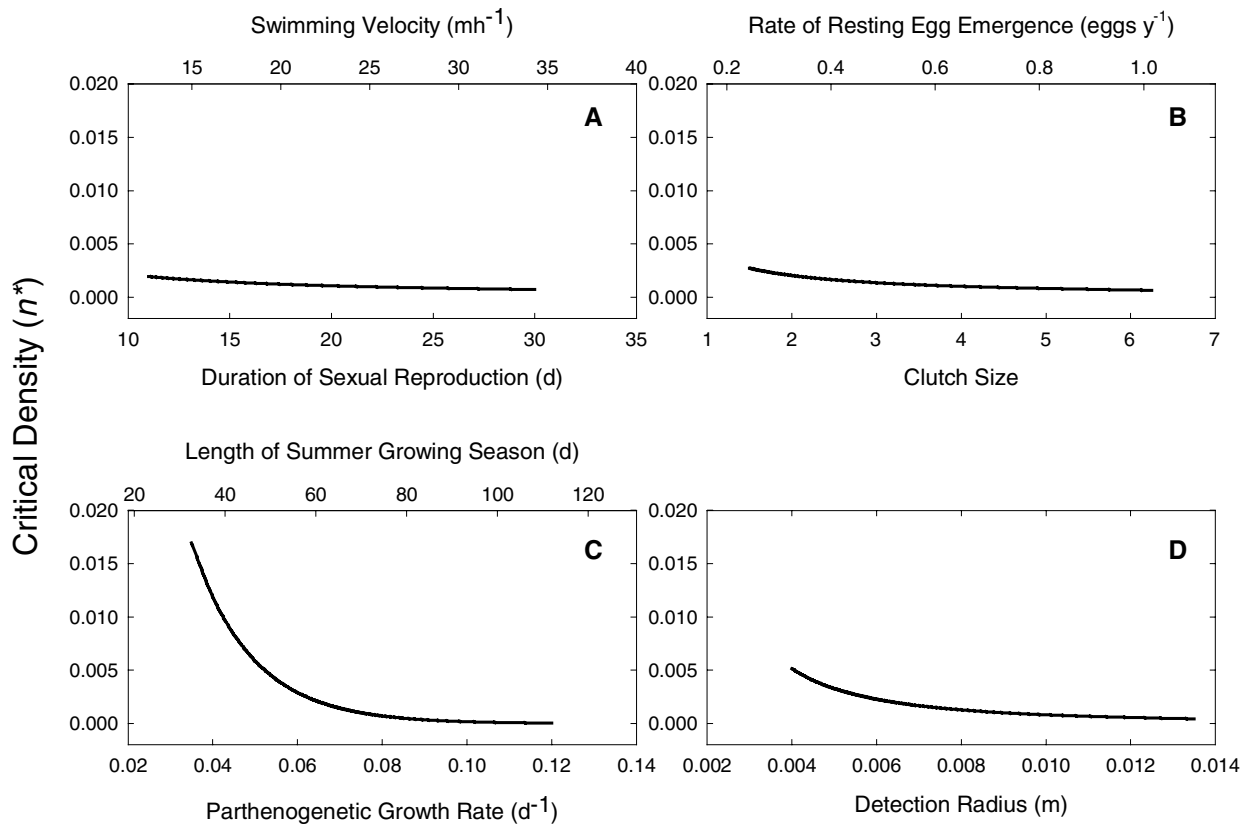 Swimming Velocity (mh⁻¹)
15 20 25 30 35 40
0.020
0.015
0.010
0.005
0.000
A
10 15 20 25 30 35
Duration of Sexual Reproduction (d)
Rate of Resting Egg Emergence (eggs y⁻¹)
0.2 0.4 0.6 0.8 1.0
0.020
0.015
0.010
0.005
0.000
B
1 2 3 4 5 6 7
Clutch Size
Critical Density (n*)
Length of Summer Growing Season (d)
20 40 60 80 100 120
0.020
0.015
0.010
0.005
0.000
C
0.02 0.04 0.06 0.08 0.10 0.12 0.14
Parthenogenetic Growth Rate (d⁻¹)
0.020
0.015
0.010
0.005
0.000
D
0.002 0.004 0.006 0.008 0.010 0.012 0.014
Detection Radius (m)